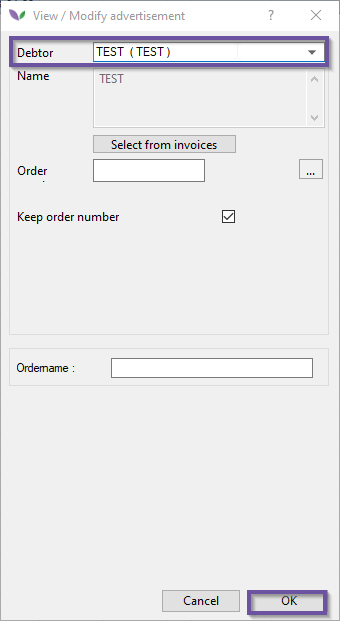 View / Modify advertisement ?
Debtor TEST ( TEST )
Name TEST
Select from invoices
Order ...
Keep order number
Ordername :
Cancel OK